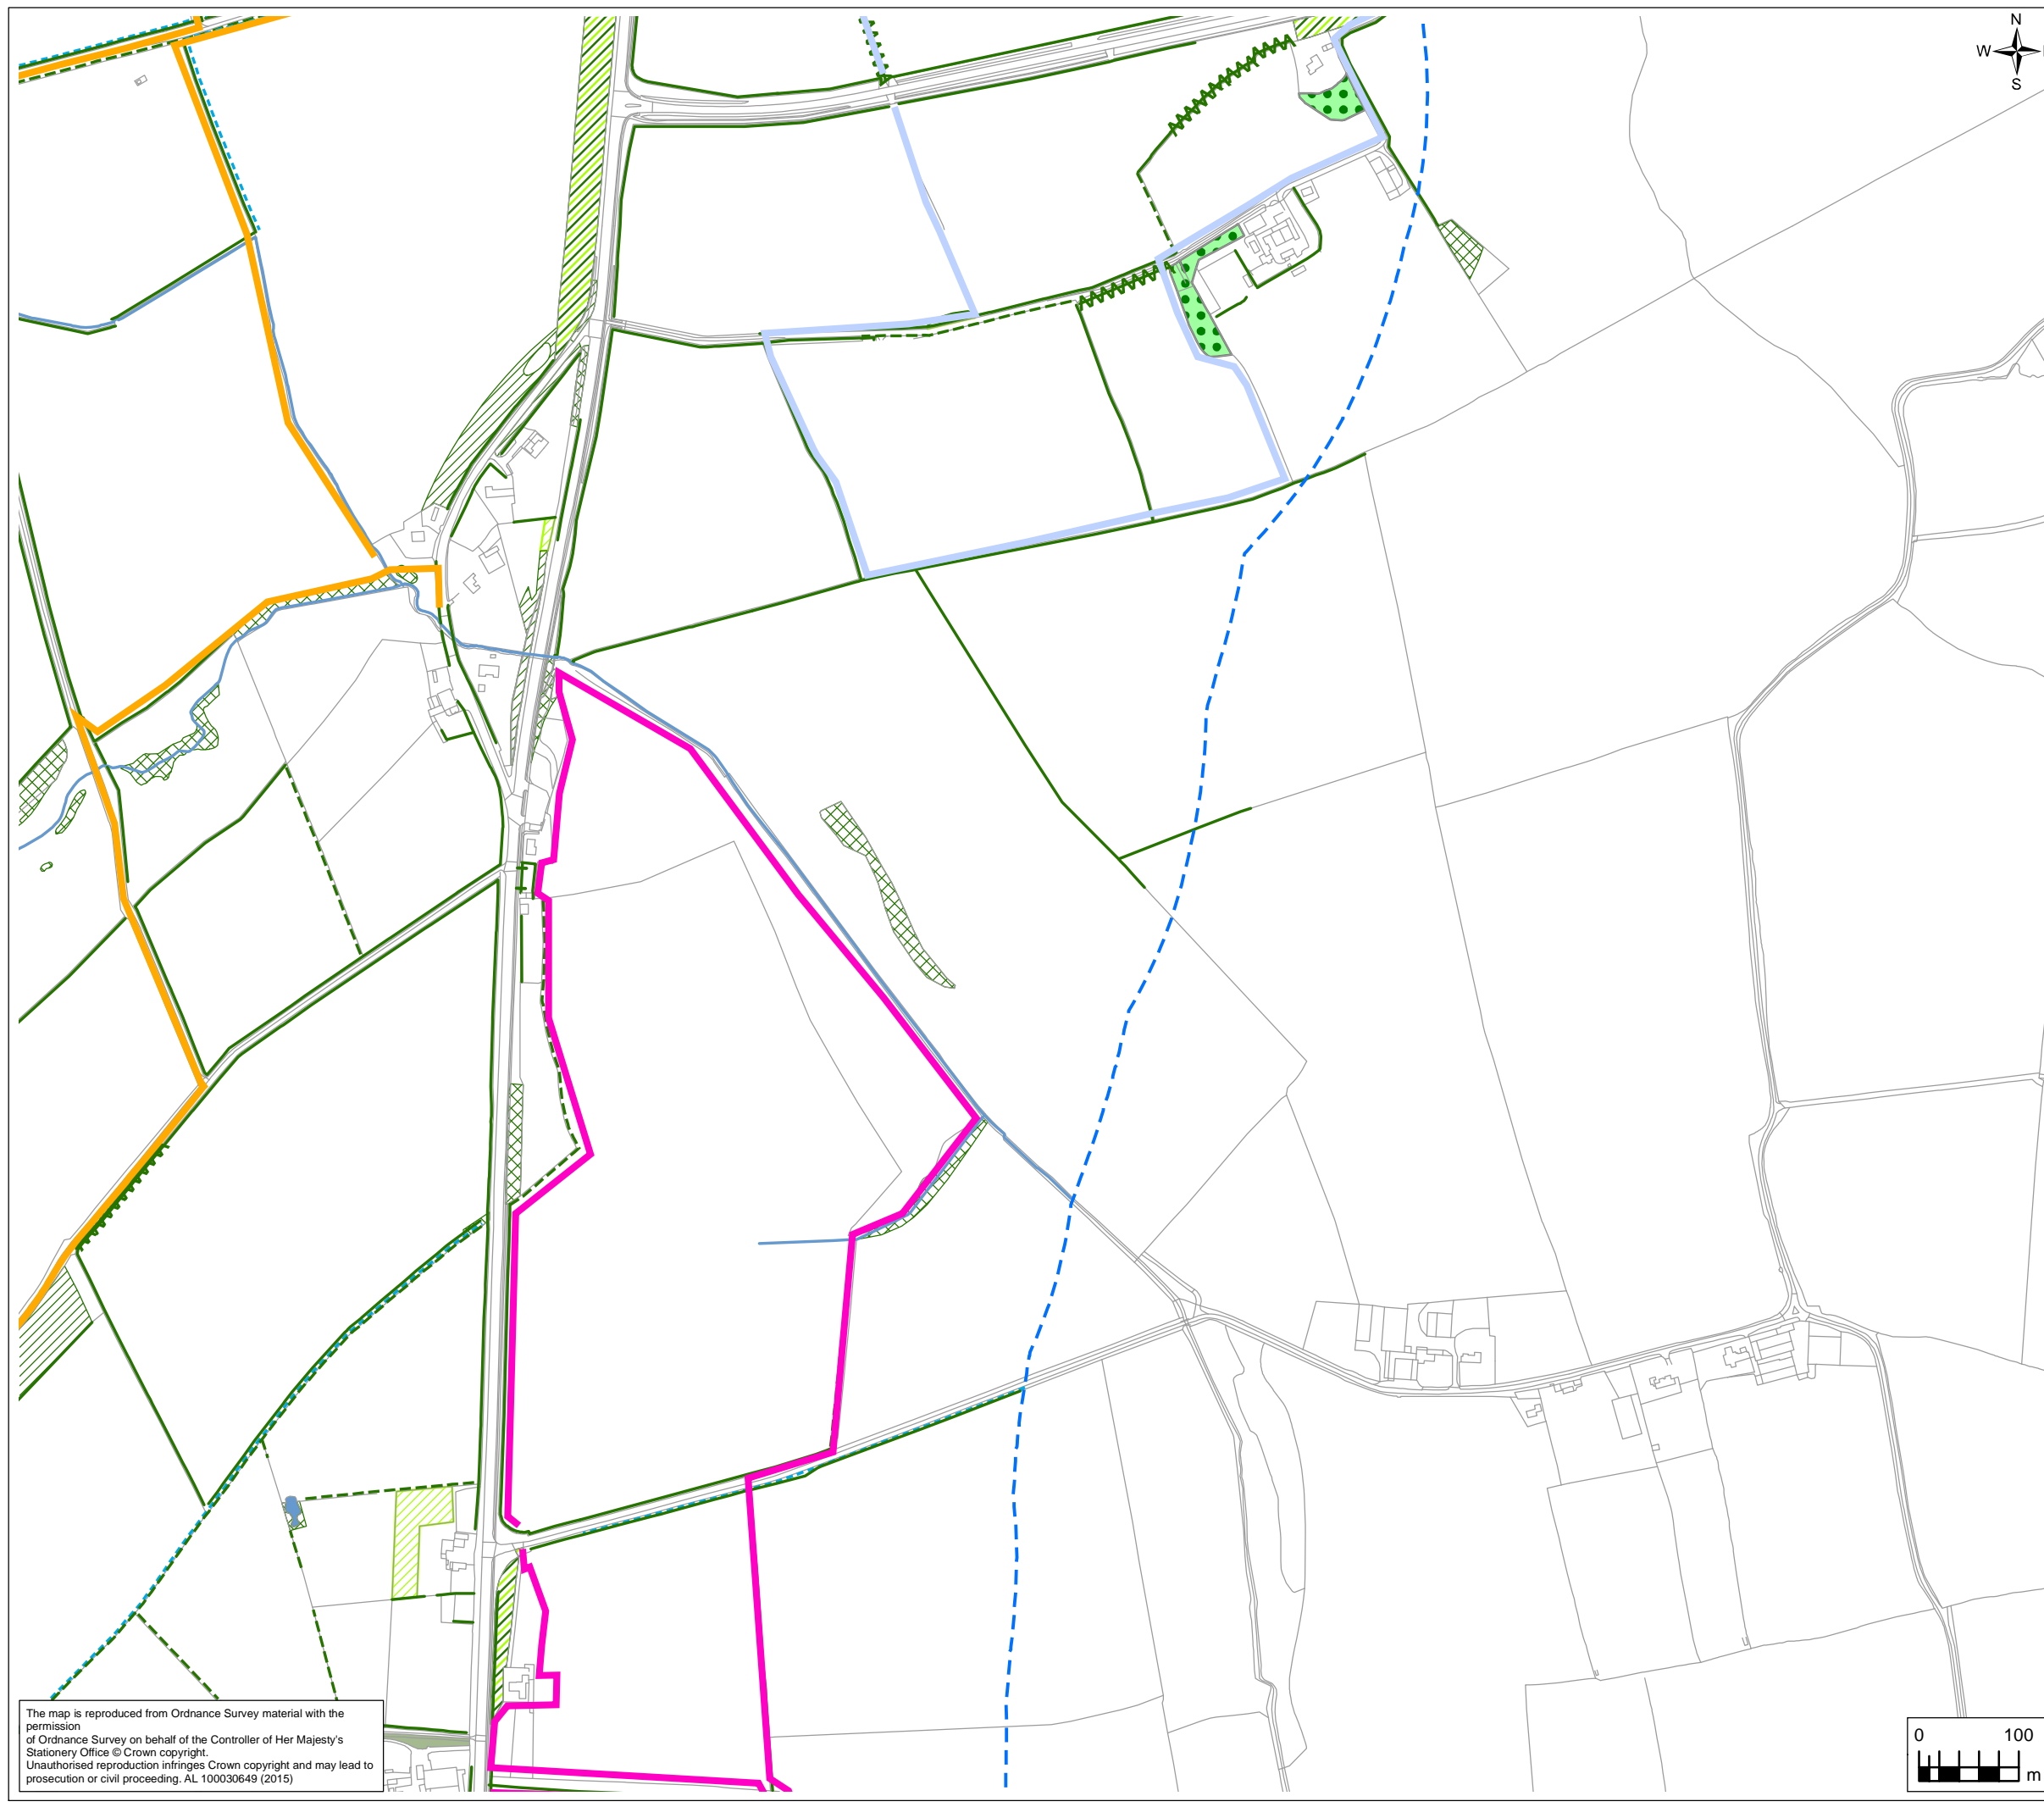 N
W
S
The map is reproduced from Ordnance Survey material with the
permission
of Ordnance Survey on behalf of the Controller of Her Majesty's
Stationery Office © Crown copyright.
Unauthorised reproduction infringes Crown copyright and may lead to
prosecution or civil proceeding. AL 100030649 (2015)
0 100
m